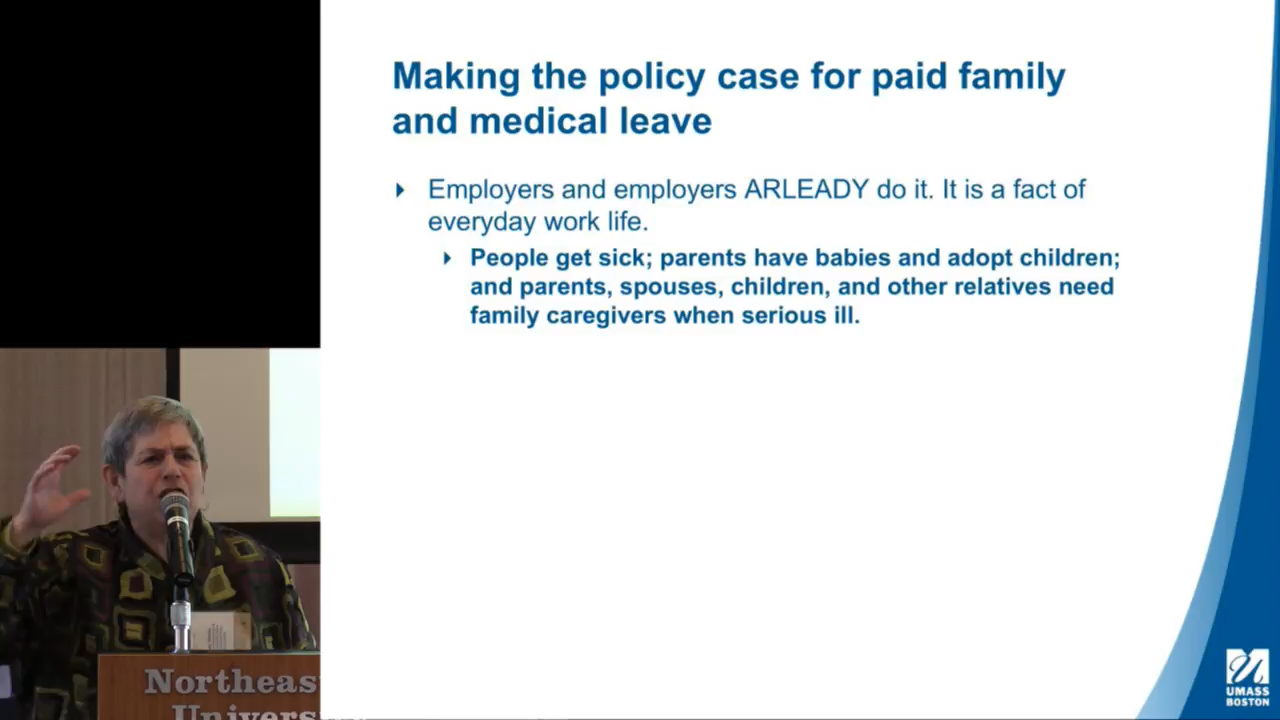 Making the policy case for paid family
and medical leave
Employers and employers ARLEADY do it. It is a fact of
everyday work life.
People get sick; parents have babies and adopt children;
and parents, spouses, children, and other relatives need
family caregivers when serious ill.
Northeas
Universi
UMASS
BOSTON